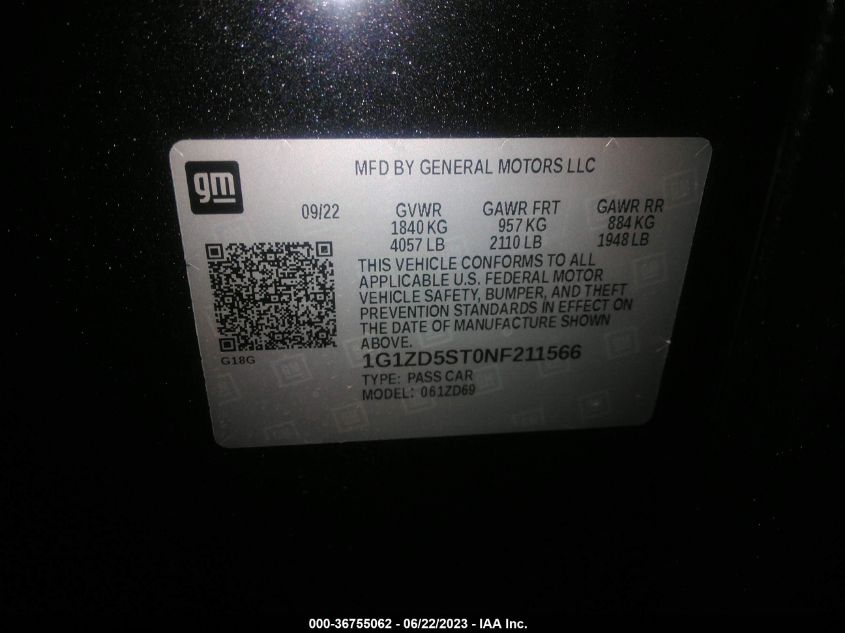 gm
MFD BY GENERAL MOTORS LLC
09/22 GVWR GAWR FRT GAWR RR
1840 KG 957 KG 884 KG
4057 LB 2110 LB 1948 LB
THIS VEHICLE CONFORMS TO ALL
APPLICABLE U.S. FEDERAL MOTOR
VEHICLE SAFETY, BUMPER, AND THEFT
PREVENTION STANDARDS IN EFFECT ON
THE DATE OF MANUFACTURE SHOWN
ABOVE.
G18G
1G1ZD5ST0NF211566
TYPE: PASS CAR
MODEL: 061ZD69
000-36755062 - 06/22/2023 - IAA Inc.